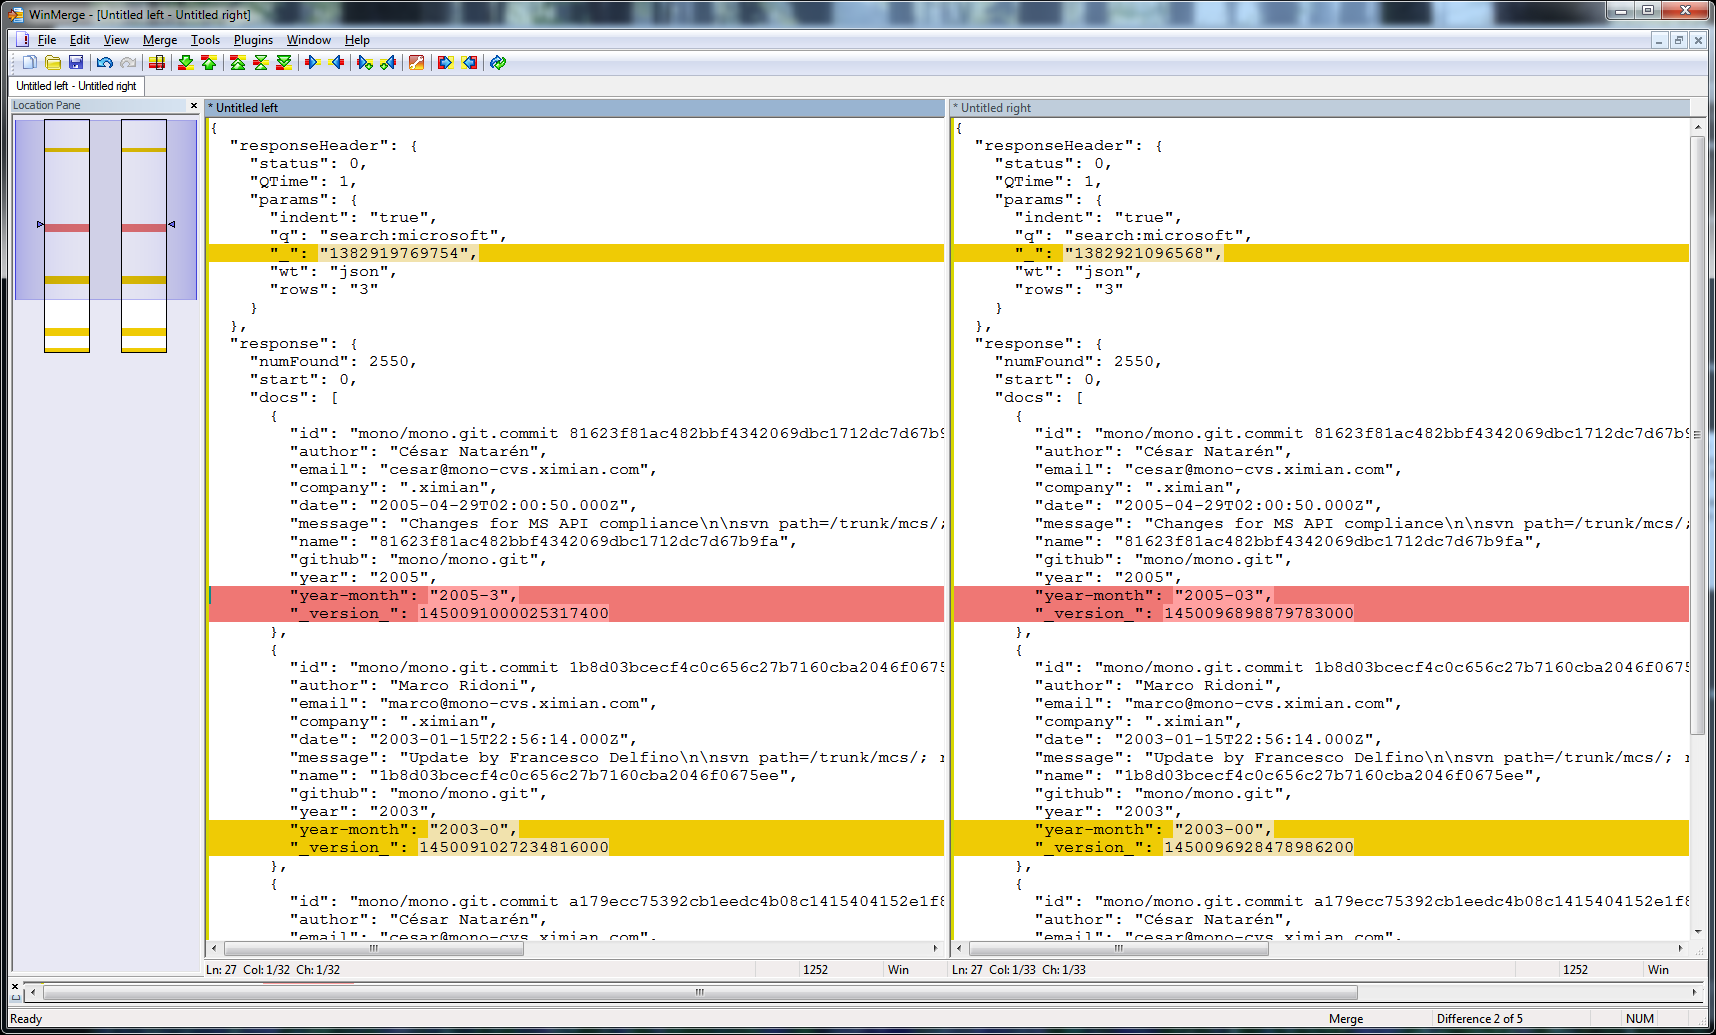 WinMerge - [Untitled left - Untitled right]
File Edit View Merge Tools Plugins Window Help
Untitled left - Untitled right
Location Pane
* Untitled left
{
"responseHeader": {
"status": 0,
"QTime": 1,
"params": {
"indent": "true",
"q": "search:microsoft",
"_": "1382919769754",
"wt": "json",
"rows": "3"
}
},
"response": {
"numFound": 2550,
"start": 0,
"docs": [
{
"id": "mono/mono.git.commit 81623f81ac482bbf4342069dbc1712dc7d67b9
"author": "César Natarén",
"email": "cesar@mono-cvs.ximian.com",
"company": ".ximian",
"date": "2005-04-29T02:00:50.000Z",
"message": "Changes for MS API compliance\n\nsvn path=/trunk/mcs/;
"name": "81623f81ac482bbf4342069dbc1712dc7d67b9fa",
"github": "mono/mono.git",
"year": "2005",
"year-month": "2005-3",
"_version_": 1450091000025317400
},
{
"id": "mono/mono.git.commit 1b8d03bcecf4c0c656c27b7160cba2046f0675
"author": "Marco Ridoni",
"email": "marco@mono-cvs.ximian.com",
"company": ".ximian",
"date": "2003-01-15T22:56:14.000Z",
"message": "Update by Francesco Delfino\n\nsvn path=/trunk/mcs/; r
"name": "1b8d03bcecf4c0c656c27b7160cba2046f0675ee",
"github": "mono/mono.git",
"year": "2003",
"year-month": "2003-0",
"_version_": 1450091027234816000
},
{
"id": "mono/mono.git.commit a179ecc75392cb1eedc4b08c1415404152e1f8
"author": "César Natarén",
"email": "cesar@mono-cvs.ximian.com",
Ln: 27 Col: 1/32 Ch: 1/32 1252 Win
* Untitled right
{
"responseHeader": {
"status": 0,
"QTime": 1,
"params": {
"indent": "true",
"q": "search:microsoft",
"_": "1382921096568",
"wt": "json",
"rows": "3"
}
},
"response": {
"numFound": 2550,
"start": 0,
"docs": [
{
"id": "mono/mono.git.commit 81623f81ac482bbf4342069dbc1712dc7d67b9
"author": "César Natarén",
"email": "cesar@mono-cvs.ximian.com",
"company": ".ximian",
"date": "2005-04-29T02:00:50.000Z",
"message": "Changes for MS API compliance\n\nsvn path=/trunk/mcs/;
"name": "81623f81ac482bbf4342069dbc1712dc7d67b9fa",
"github": "mono/mono.git",
"year": "2005",
"year-month": "2005-03",
"_version_": 1450096898879783000
},
{
"id": "mono/mono.git.commit 1b8d03bcecf4c0c656c27b7160cba2046f0675
"author": "Marco Ridoni",
"email": "marco@mono-cvs.ximian.com",
"company": ".ximian",
"date": "2003-01-15T22:56:14.000Z",
"message": "Update by Francesco Delfino\n\nsvn path=/trunk/mcs/; r
"name": "1b8d03bcecf4c0c656c27b7160cba2046f0675ee",
"github": "mono/mono.git",
"year": "2003",
"year-month": "2003-00",
"_version_": 1450096928478986200
},
{
"id": "mono/mono.git.commit a179ecc75392cb1eedc4b08c1415404152e1f8
"author": "César Natarén",
"email": "cesar@mono-cvs.ximian.com",
Ln: 27 Col: 1/33 Ch: 1/33 1252 Win
Ready Merge Difference 2 of 5 NUM